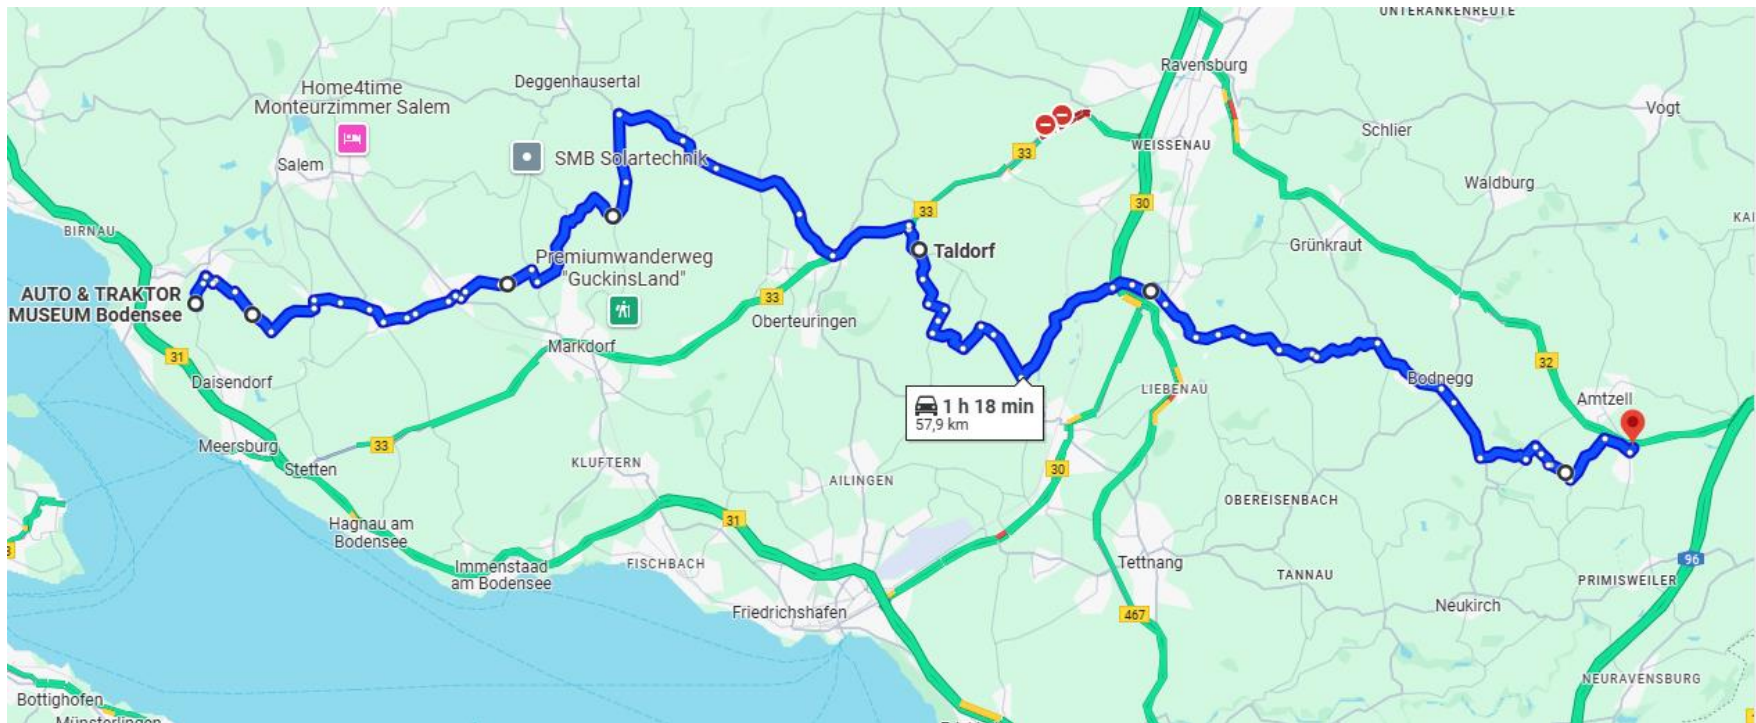 UNTERANKENREUTE
Ravensburg
Deggenhausertal
Home4time
Monteurzimmer Salem
Vogt
Schlier
WEISSENAU
33
SMB Solartechnik
Salem
Waldburg
30
33
BIRNAU
Grünkraut
Taldorf
Premiumwanderweg
"GuckinsLand"
AUTO & TRAKTOR
MUSEUM Bodensee
33
Oberteuringen
Markdorf
31
32
Daisendorf
Bodnegg
LIEBENAU
Amtzell
1 h 18 min
57,9 km
Meersburg
33
Stetten
KLUFTERN
AILINGEN
30
OBEREISENBACH
Hagnau am
Bodensee
31
Immenstaad
am Bodensee
FISCHBACH
Tettnang
TANNAU
96
PRIMISWEILER
Friedrichshafen
467
Neukirch
NEURAVENSBURG
Bottighofen
Münsterlingen